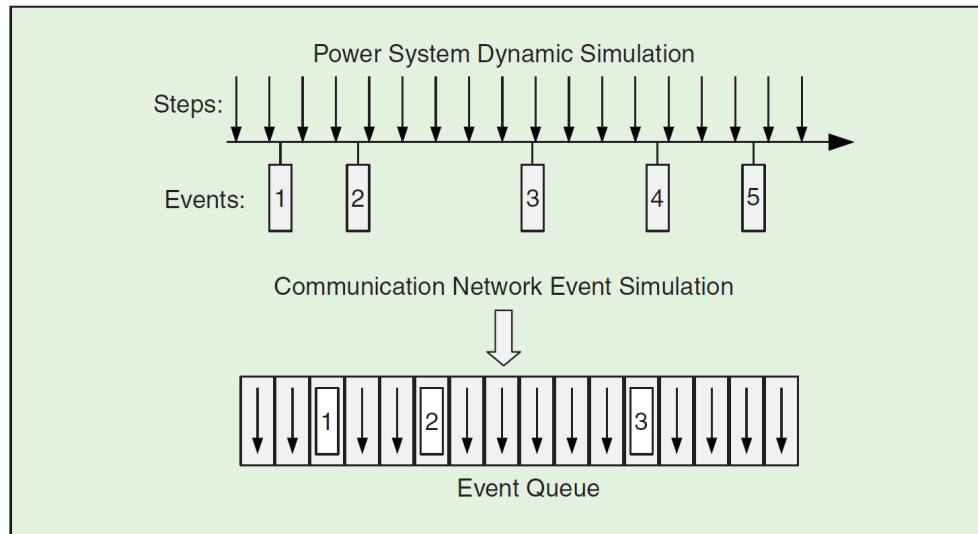 Power System Dynamic Simulation
Steps:
Events:
1 2 3 4 5
Communication Network Event Simulation
1 2 3
Event Queue